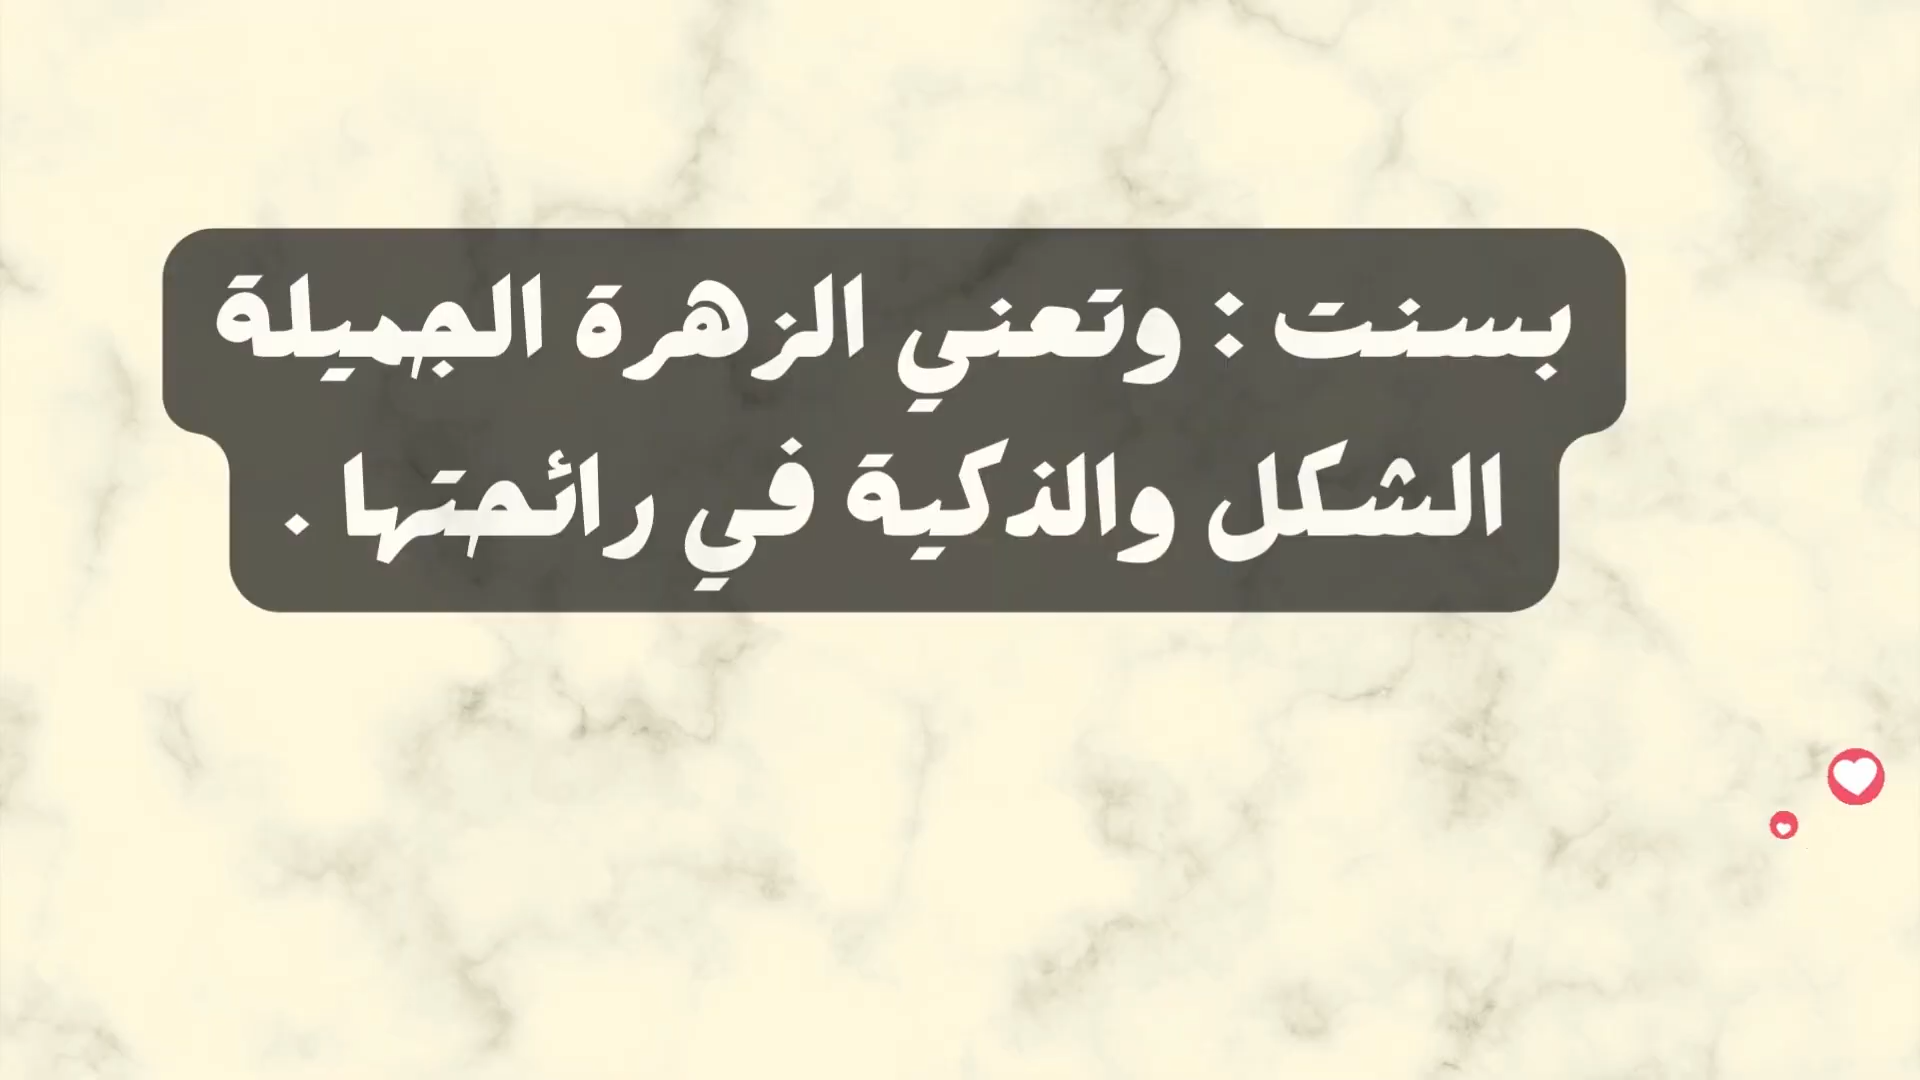 بسنت : وتعني الزهرة الجميلة
الشكل والذكية في رائحتها .